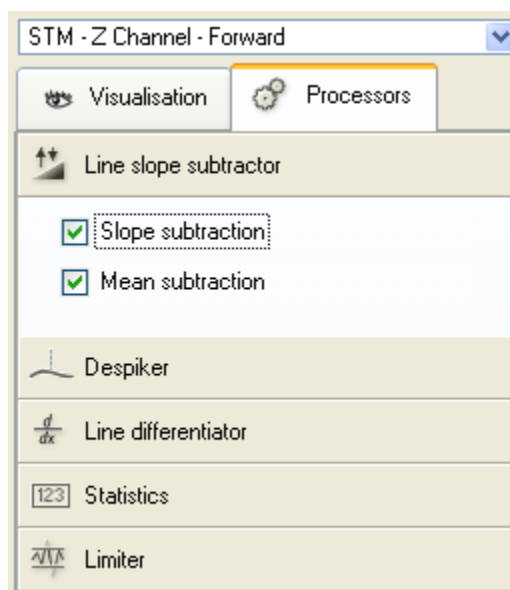 STM - Z Channel - Forward
Visualisation
Processors
Line slope subtractor
Slope subtraction
Mean subtraction
Despiker
d
dx
Line differentiator
123
Statistics
Limiter